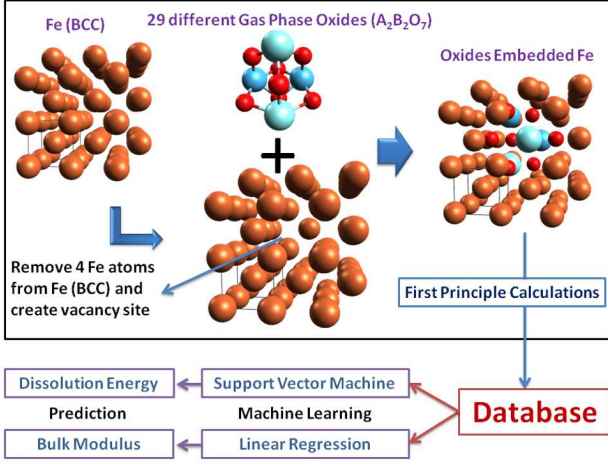 Fe (BCC)
29 different Gas Phase Oxides (A₂B₂O₇)
Oxides Embedded Fe
+
Remove 4 Fe atoms
from Fe (BCC) and
create vacancy site
First Principle Calculations
Dissolution Energy
Support Vector Machine
Prediction
Machine Learning
Database
Bulk Modulus
Linear Regression